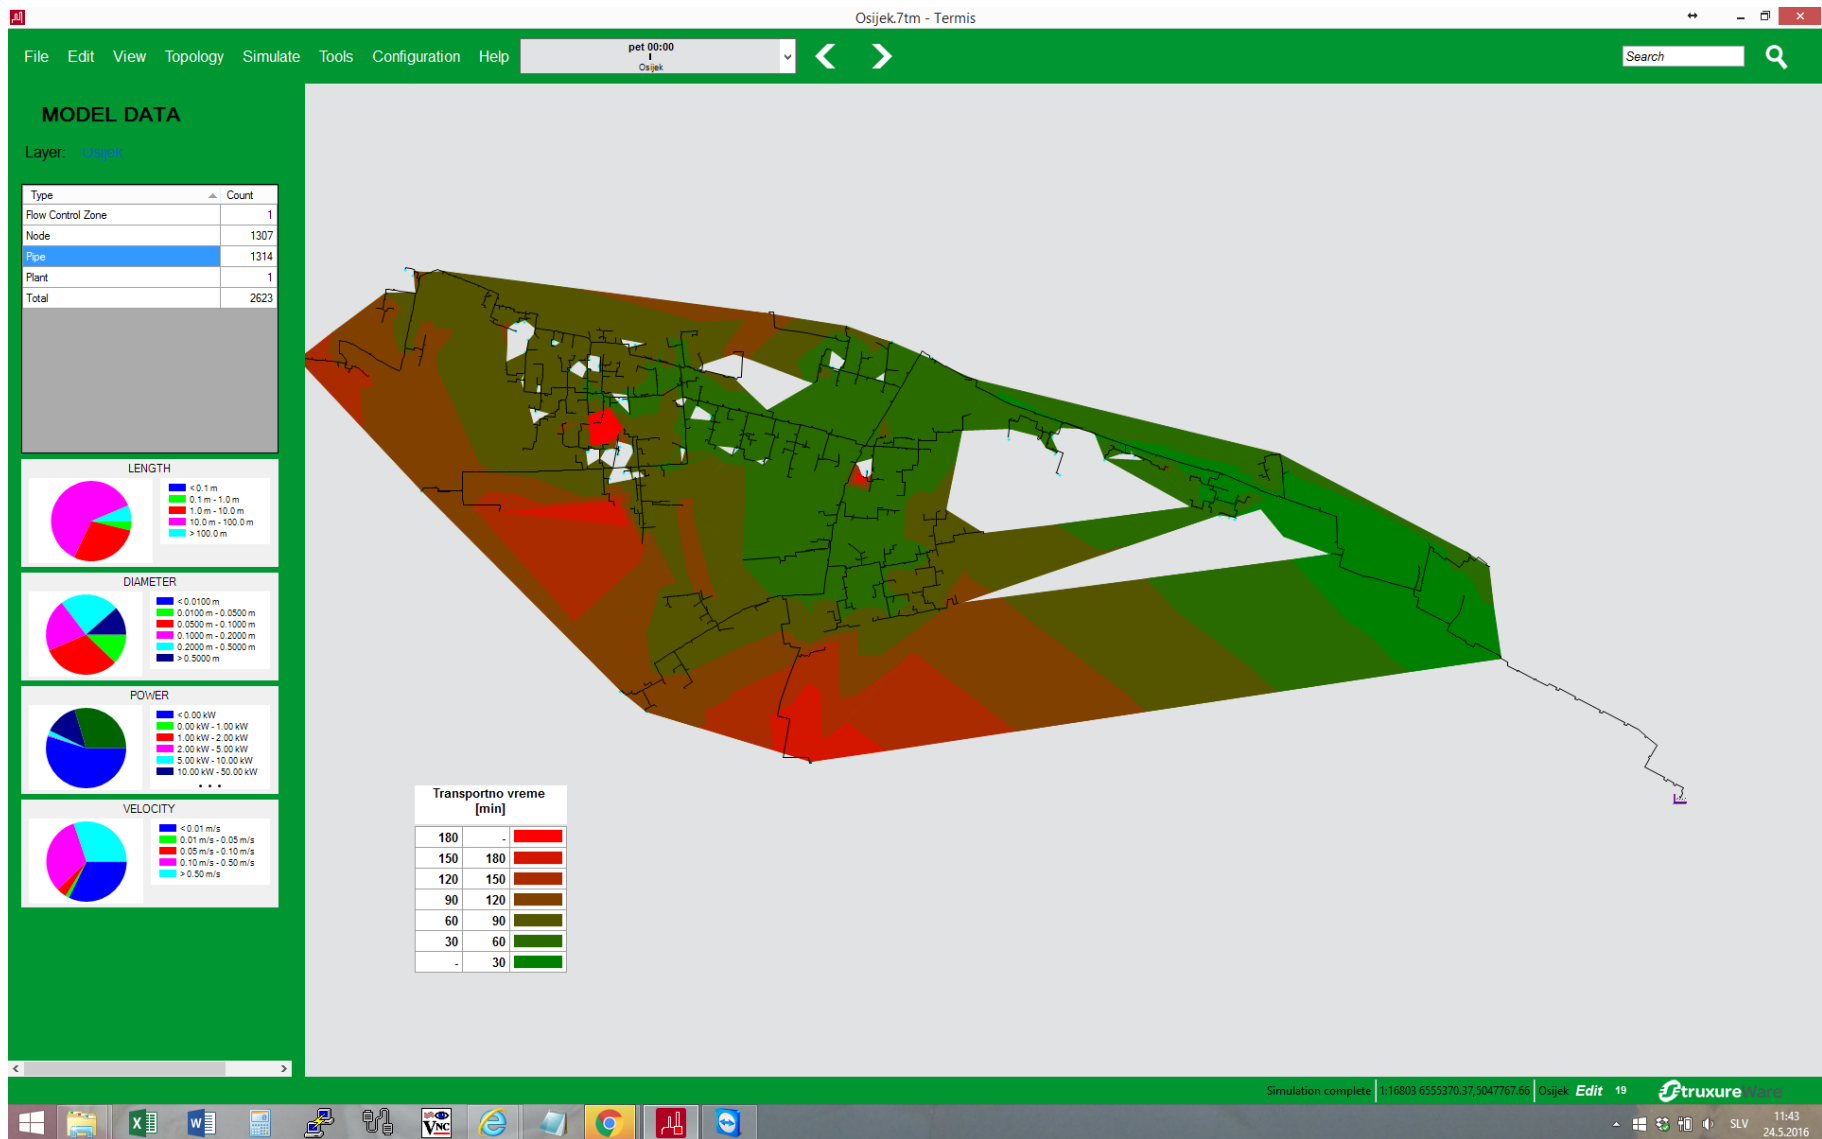 Osijek.7tm - Termis
File Edit View Topology Simulate Tools Configuration Help
pet 00:00
Osijek
Search
MODEL DATA
Layer: Osijek
Type Count
Flow Control Zone 1
Node 1307
Pipe 1314
Plant 1
Total 2623
LENGTH
< 0.1 m
0.1 m - 1.0 m
1.0 m - 10.0 m
10.0 m - 100.0 m
> 100.0 m
DIAMETER
< 0.0100 m
0.0100 m - 0.0500 m
0.0500 m - 0.1000 m
0.1000 m - 0.2000 m
0.2000 m - 0.5000 m
> 0.5000 m
POWER
< 0.00 kW
0.00 kW - 1.00 kW
1.00 kW - 2.00 kW
2.00 kW - 5.00 kW
5.00 kW - 10.00 kW
10.00 kW - 50.00 kW
• • •
VELOCITY
< 0.01 m/s
0.01 m/s - 0.05 m/s
0.05 m/s - 0.10 m/s
0.10 m/s - 0.50 m/s
> 0.50 m/s
Transportno vreme
[min]
180 -
150 180
120 150
90 120
60 90
30 60
- 30
Simulation complete 1:16803 6555370.37,5047767.66 Osijek Edit 19 StruxureWare
VNC
SLV
11:43
24.5.2016